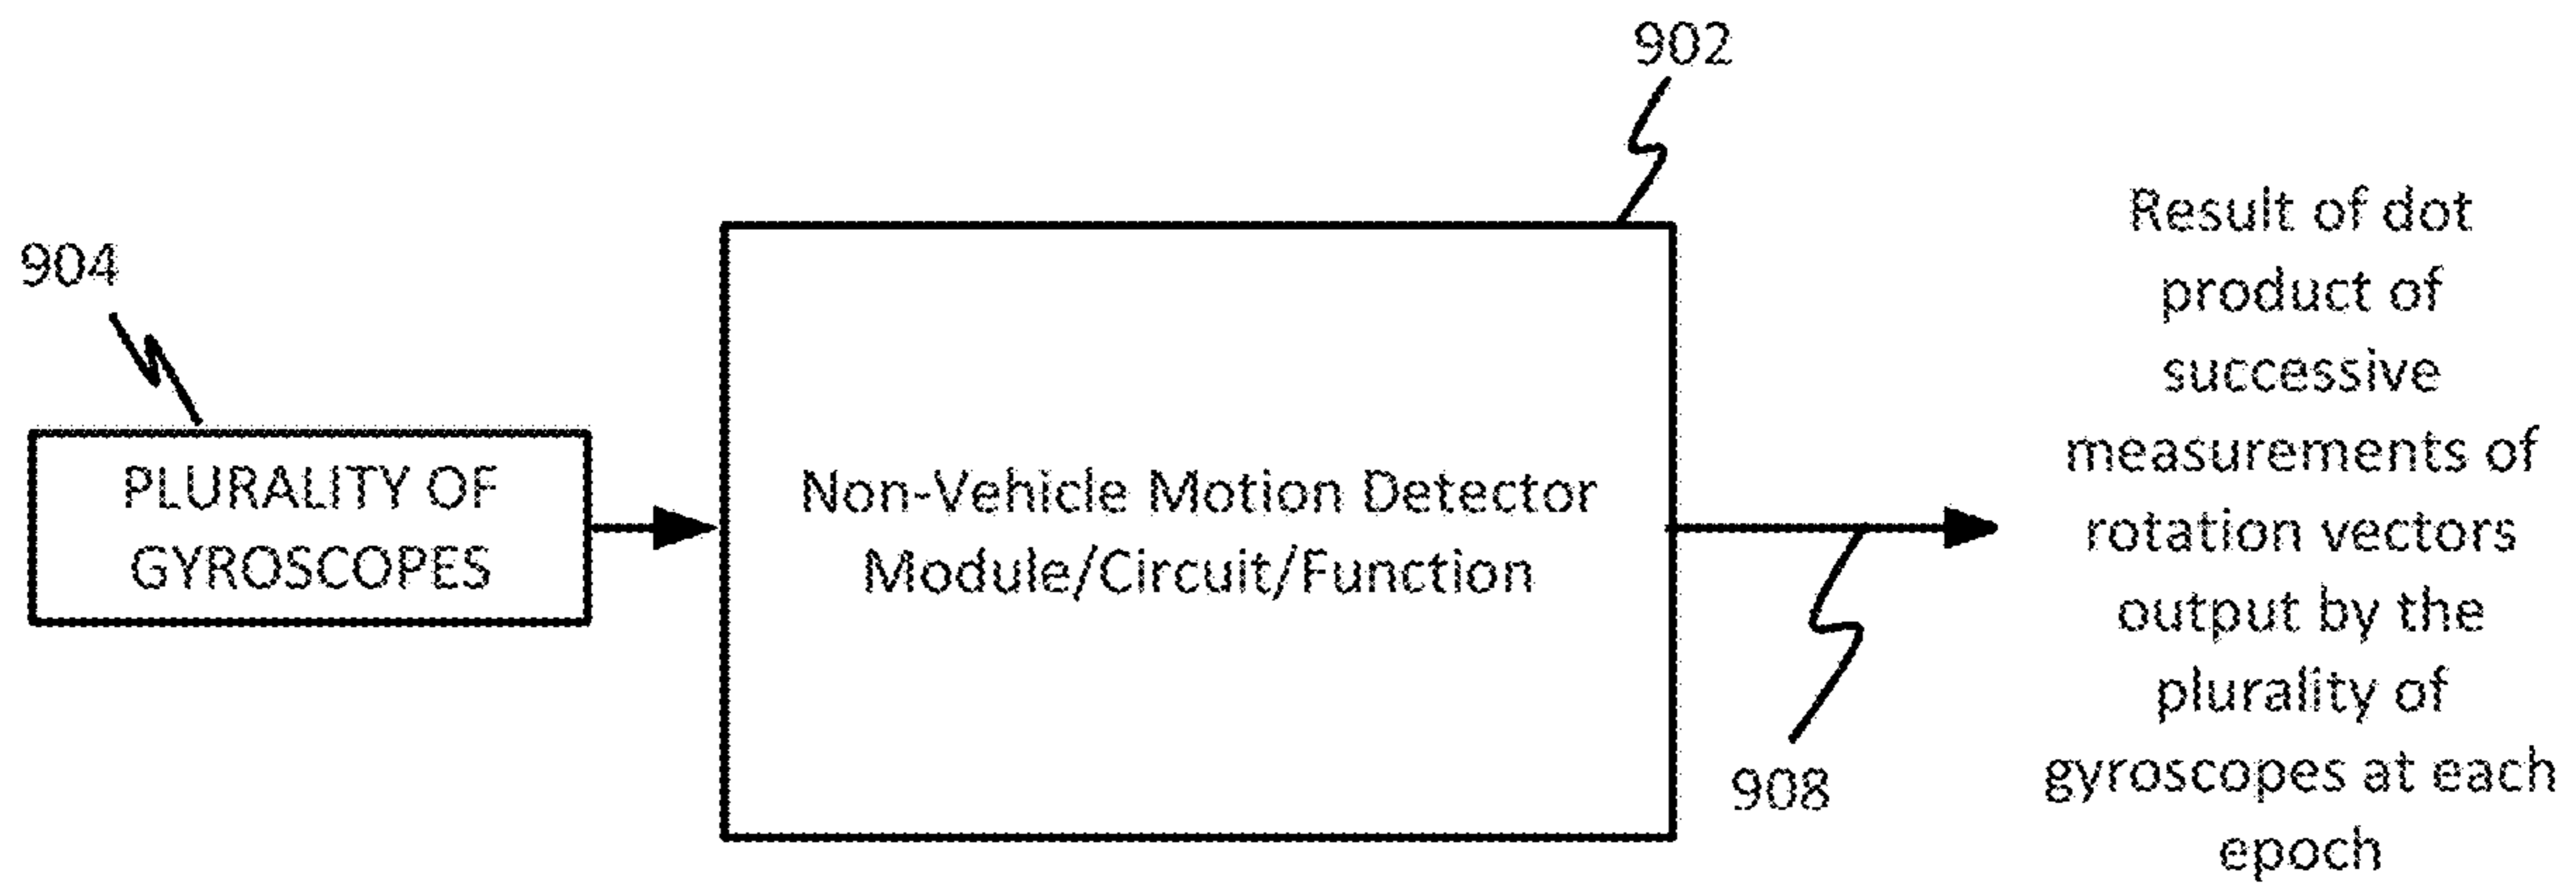 902
904
PLURALITY OF
GYROSCOPES
Non-Vehicle Motion Detector
Module/Circuit/Function
908
Result of dot
product of
successive
measurements of
rotation vectors
output by the
plurality of
gyroscopes at each
epoch